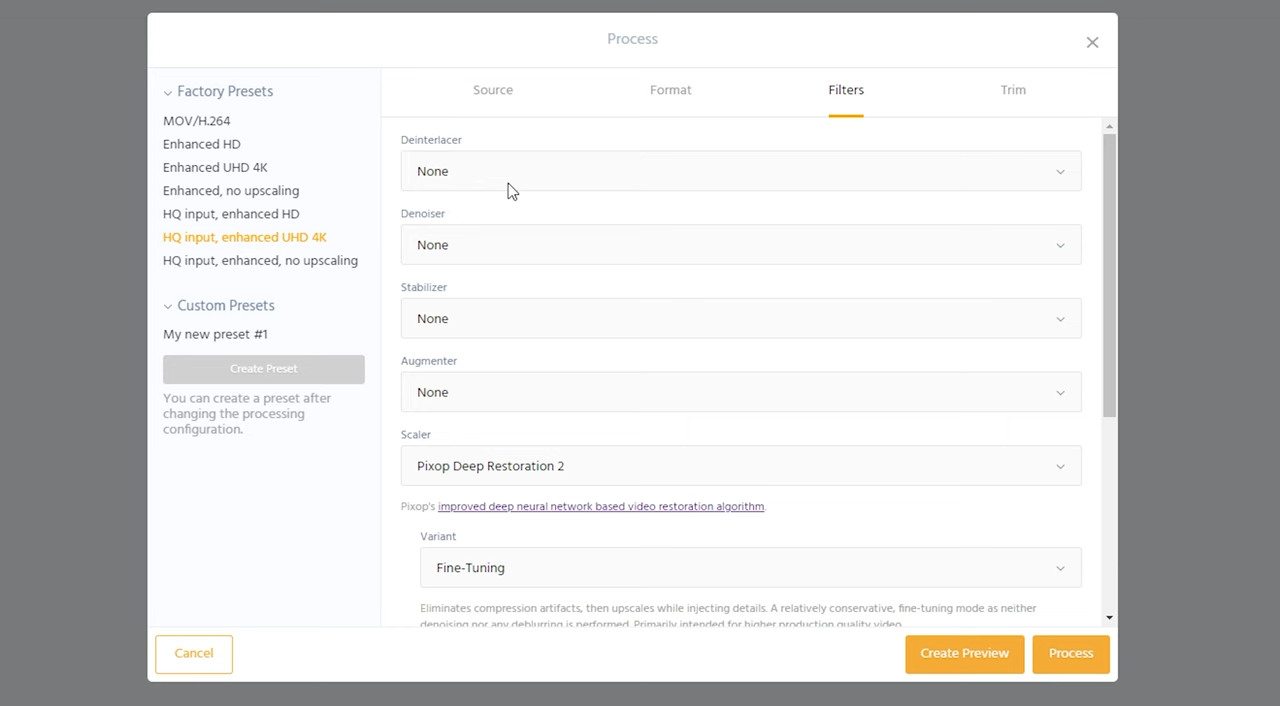 Process
Factory Presets
MOV/H.264
Enhanced HD
Enhanced UHD 4K
Enhanced, no upscaling
HQ input, enhanced HD
HQ input, enhanced UHD 4K
HQ input, enhanced, no upscaling
Custom Presets
My new preset #1
Create Preset
You can create a preset after
changing the processing
configuration.
Source Format Filters Trim
Deinterlacer
None
Denoiser
None
Stabilizer
None
Augmenter
None
Scaler
Pixop Deep Restoration 2
Pixop's improved deep neural network based video restoration algorithm.
Variant
Fine-Tuning
Eliminates compression artifacts, then upscales while injecting details. A relatively conservative, fine-tuning mode as neither
denoising nor any deblurring is performed. Primarily intended for higher production quality video.
Cancel
Create Preview
Process